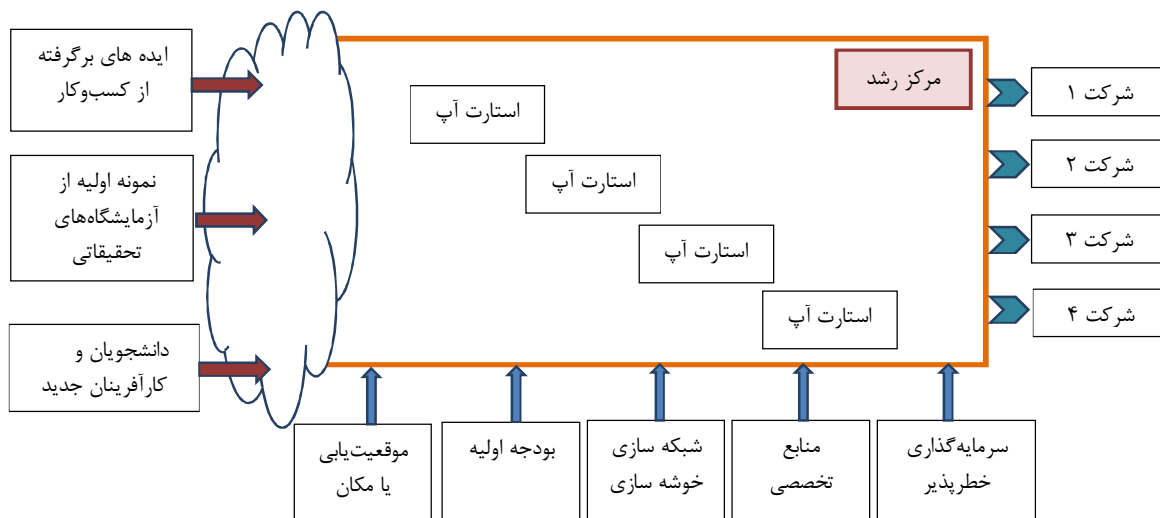 ایده های برگرفته
از کسب‌وکار
نمونه اولیه از
آزمایشگاه‌های
تحقیقاتی
دانشجویان و
کارآفرینان جدید
مرکز رشد
استارت آپ
استارت آپ
استارت آپ
استارت آپ
شرکت ۱
شرکت ۲
شرکت ۳
شرکت ۴
موقعیت‌یابی
یا مکان
بودجه اولیه
شبکه سازی
خوشه سازی
منابع
تخصصی
سرمایه‌گذاری
خطرپذیر